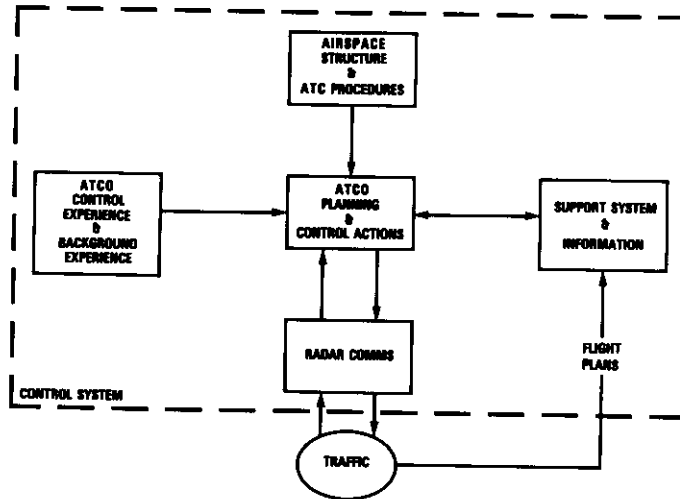 AIRSPACE
STRUCTURE
&
ATC PROCEDURES
ATCO
CONTROL
EXPERIENCE
&
BACKGROUND
EXPERIENCE
ATCO
PLANNING
&
CONTROL ACTIONS
SUPPORT SYSTEM
&
INFORMATION
RADAR COMMS
FLIGHT
PLANS
CONTROL SYSTEM
TRAFFIC